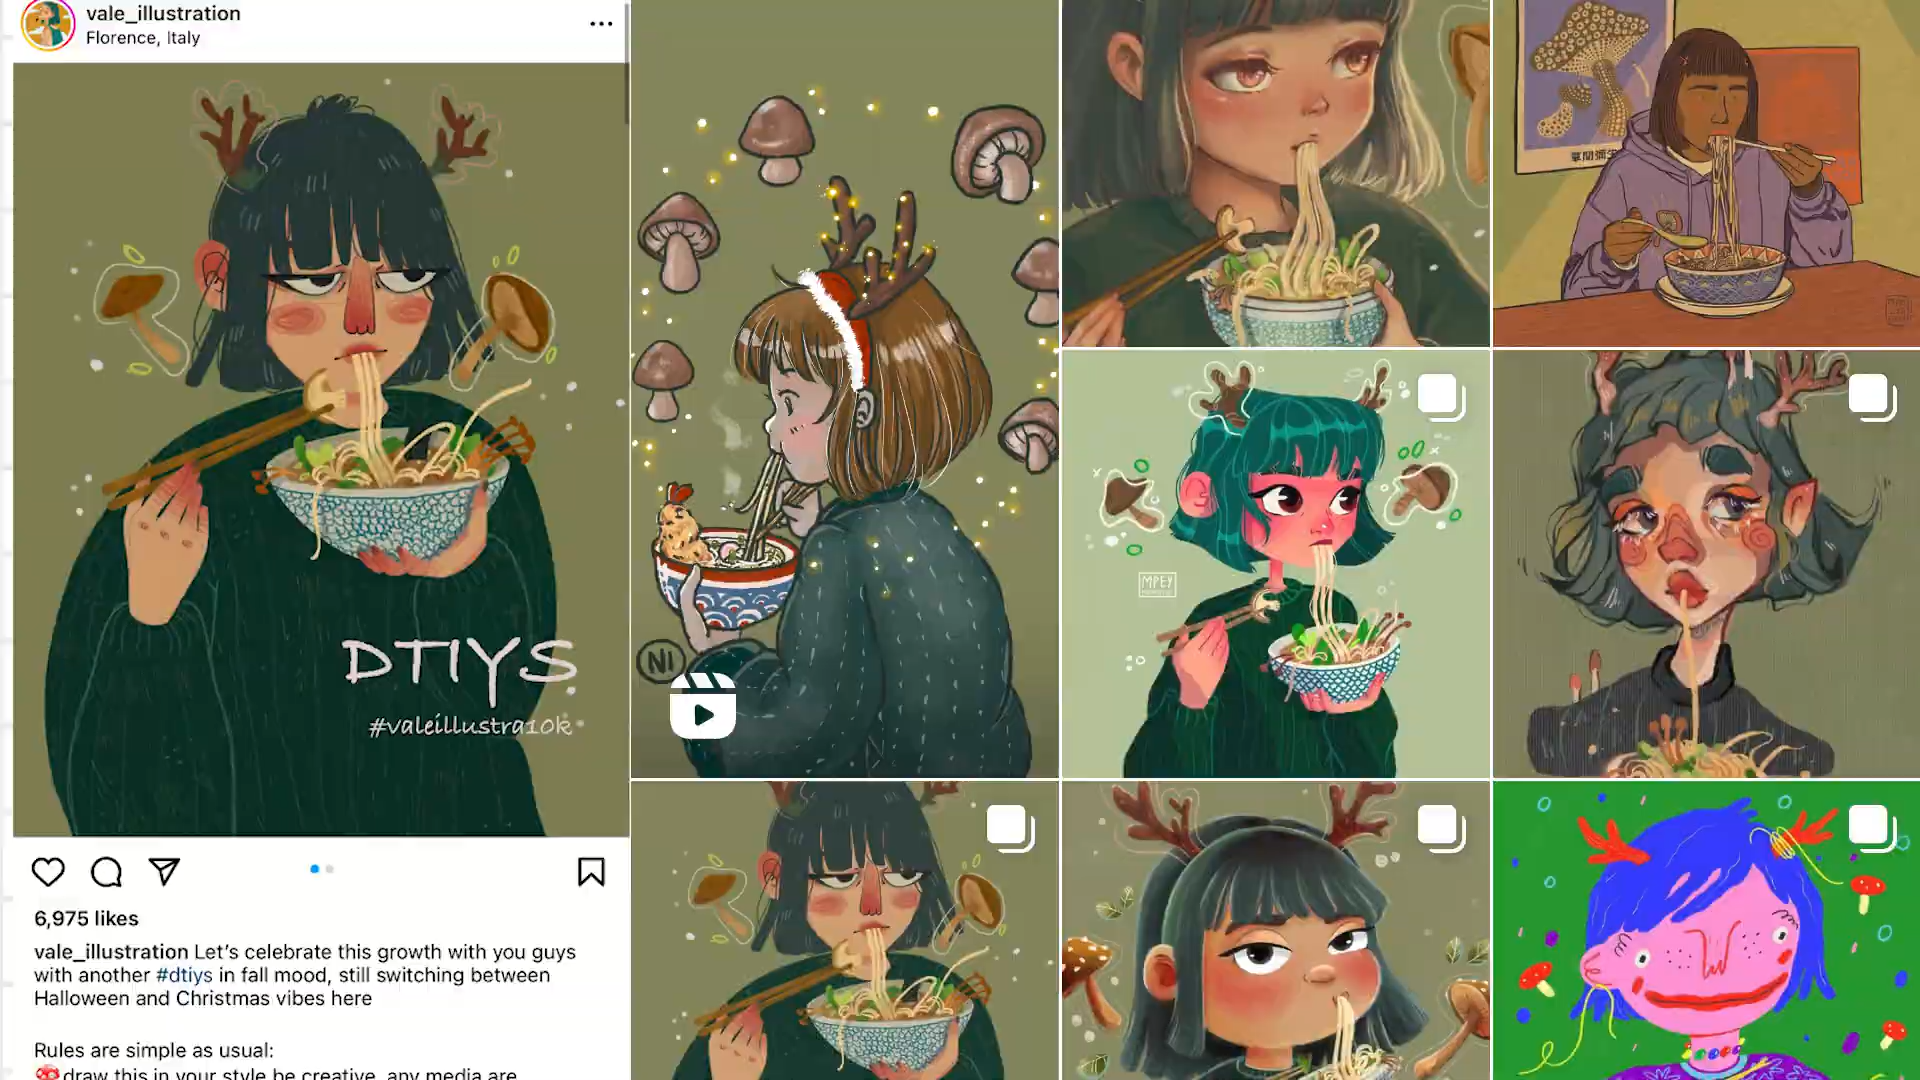 vale_illustration
Florence, Italy
DTIYS
#valeillustra10k
6,975 likes
vale_illustration Let's celebrate this growth with you guys
with another #dtiys in fall mood, still switching between
Halloween and Christmas vibes here
Rules are simple as usual:
🍄draw this in your style be creative, any media are
NI
MPEY